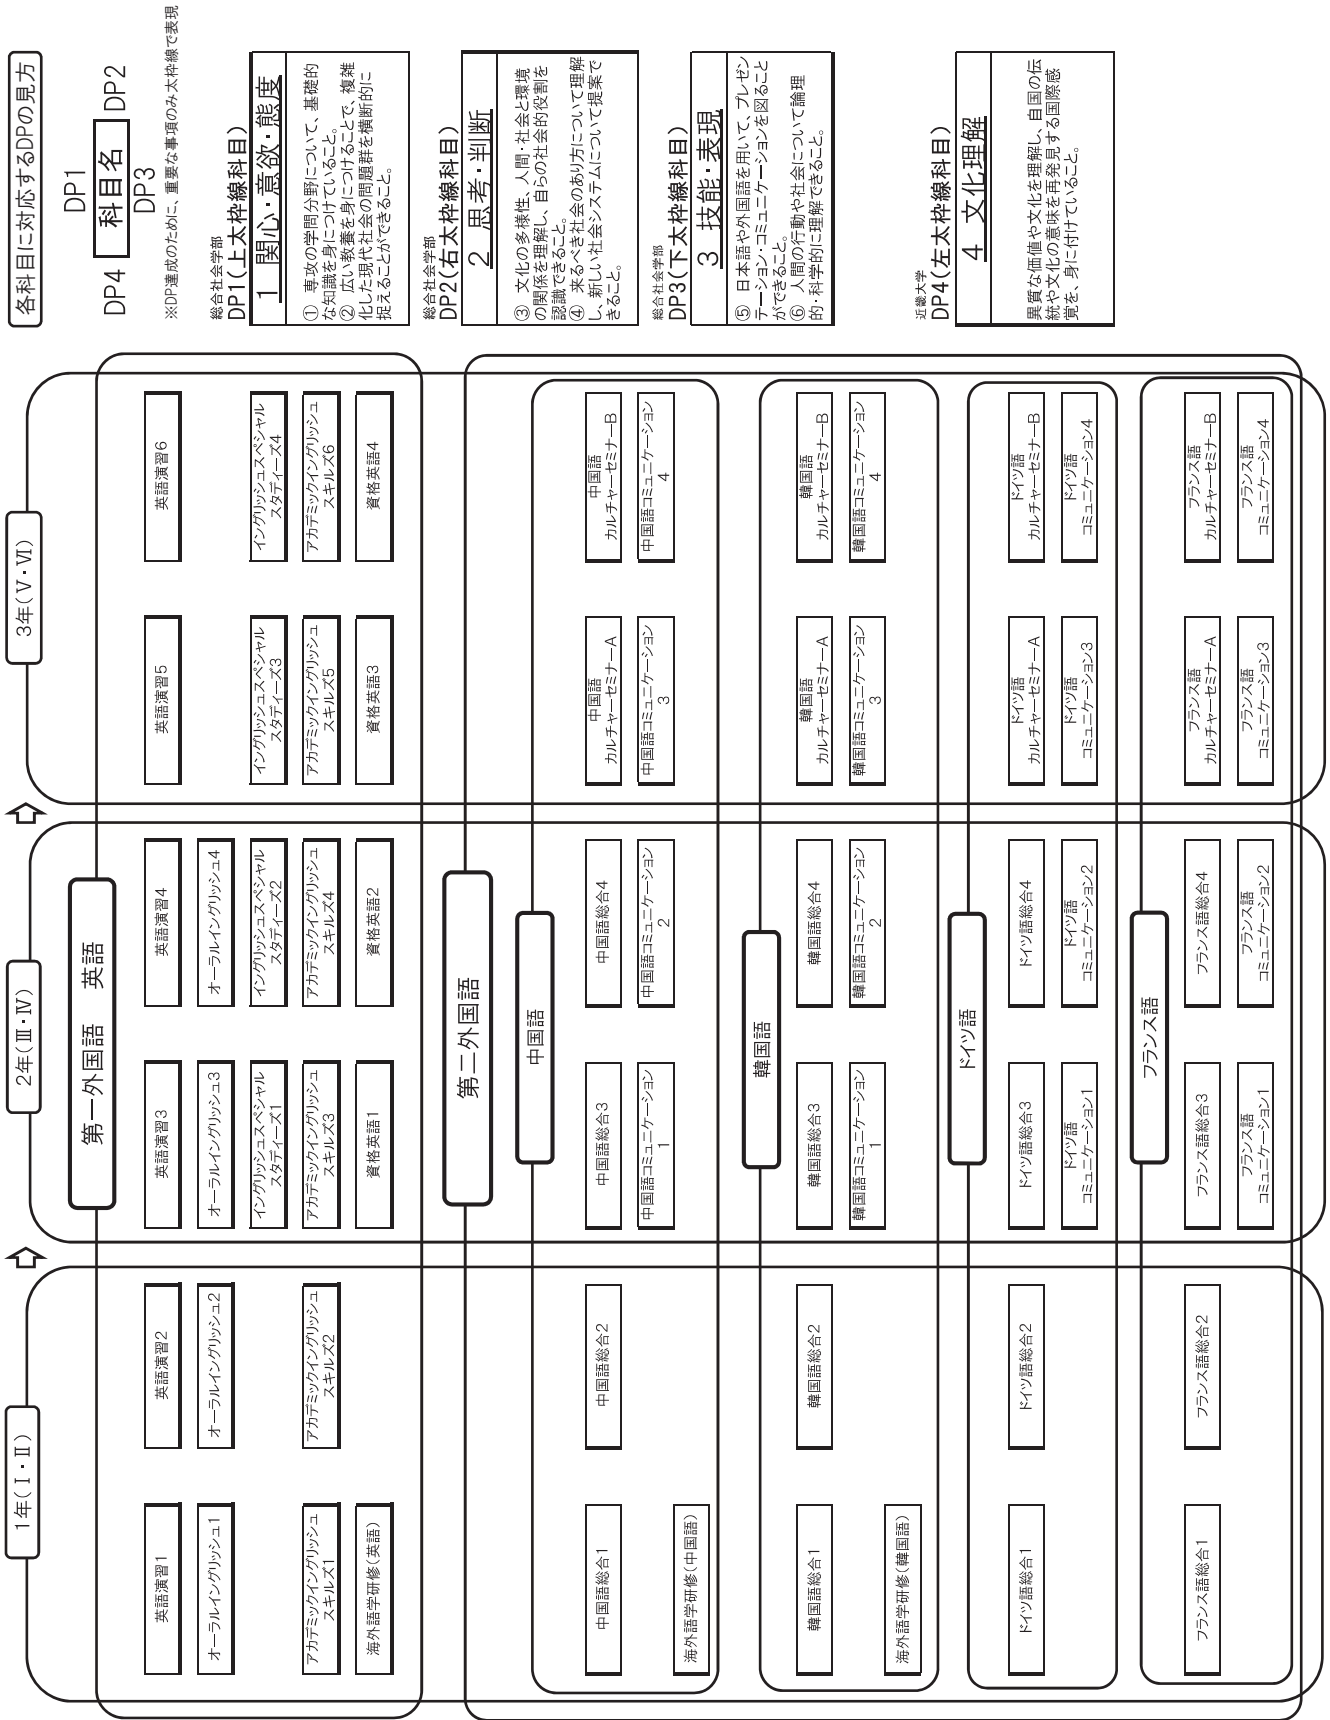 1年(Ⅰ・Ⅱ)
2年(Ⅲ・Ⅳ)
3年(Ⅴ・Ⅵ)
第一外国語　英語
英語演習1
英語演習2
英語演習3
英語演習4
英語演習5
英語演習6
オーラルイングリッシュ1
オーラルイングリッシュ2
オーラルイングリッシュ3
オーラルイングリッシュ4
イングリッシュスペシャル
スタディーズ1
イングリッシュスペシャル
スタディーズ2
イングリッシュスペシャル
スタディーズ3
イングリッシュスペシャル
スタディーズ4
アカデミックイングリッシュ
スキルズ1
アカデミックイングリッシュ
スキルズ2
アカデミックイングリッシュ
スキルズ3
アカデミックイングリッシュ
スキルズ4
アカデミックイングリッシュ
スキルズ5
アカデミックイングリッシュ
スキルズ6
海外語学研修(英語)
資格英語1
資格英語2
資格英語3
資格英語4
第二外国語
中国語
中国語総合1
中国語総合2
中国語総合3
中国語総合4
中国語
カルチャーセミナーA
中国語
カルチャーセミナーB
中国語コミュニケーション
1
中国語コミュニケーション
2
中国語コミュニケーション
3
中国語コミュニケーション
4
海外語学研修(中国語)
韓国語
韓国語総合1
韓国語総合2
韓国語総合3
韓国語総合4
韓国語
カルチャーセミナーA
韓国語
カルチャーセミナーB
韓国語コミュニケーション
1
韓国語コミュニケーション
2
韓国語コミュニケーション
3
韓国語コミュニケーション
4
海外語学研修(韓国語)
ドイツ語
ドイツ語総合1
ドイツ語総合2
ドイツ語総合3
ドイツ語総合4
ドイツ語
カルチャーセミナーA
ドイツ語
カルチャーセミナーB
ドイツ語
コミュニケーション1
ドイツ語
コミュニケーション2
ドイツ語
コミュニケーション3
ドイツ語
コミュニケーション4
フランス語
フランス語総合1
フランス語総合2
フランス語総合3
フランス語総合4
フランス語
カルチャーセミナーA
フランス語
カルチャーセミナーB
フランス語
コミュニケーション1
フランス語
コミュニケーション2
フランス語
コミュニケーション3
フランス語
コミュニケーション4
各科目に対応するDPの見方
DP1
DP4 科目名 DP2
DP3
※DP達成のために、重要な事項のみ太枠線で表現
総合社会学部
DP1(上太枠線科目)
1 関心・意欲・態度
① 専攻の学問分野について、基礎的
な知識を身につけていること。
② 広い教養を身につけることで、複雑
化した現代社会の問題群を横断的に
捉えることができること。
総合社会学部
DP2(右太枠線科目)
2 思考・判断
③ 文化の多様性、人間・社会と環境
の関係を理解し、自らの社会的役割を
認識できること。
④ 来るべき社会のあり方について理解
し、新しい社会システムについて提案で
きること。
総合社会学部
DP3(下太枠線科目)
3 技能・表現
⑤ 日本語や外国語を用いて、プレゼン
テーション・コミュニケーションを図ること
ができること。
⑥ 人間の行動や社会について論理
的・科学的に理解できること。
近畿大学
DP4(左太枠線科目)
4 文化理解
異質な価値や文化を理解し、自国の伝
統や文化の意味を再発見する国際感
覚を、身に付けていること。